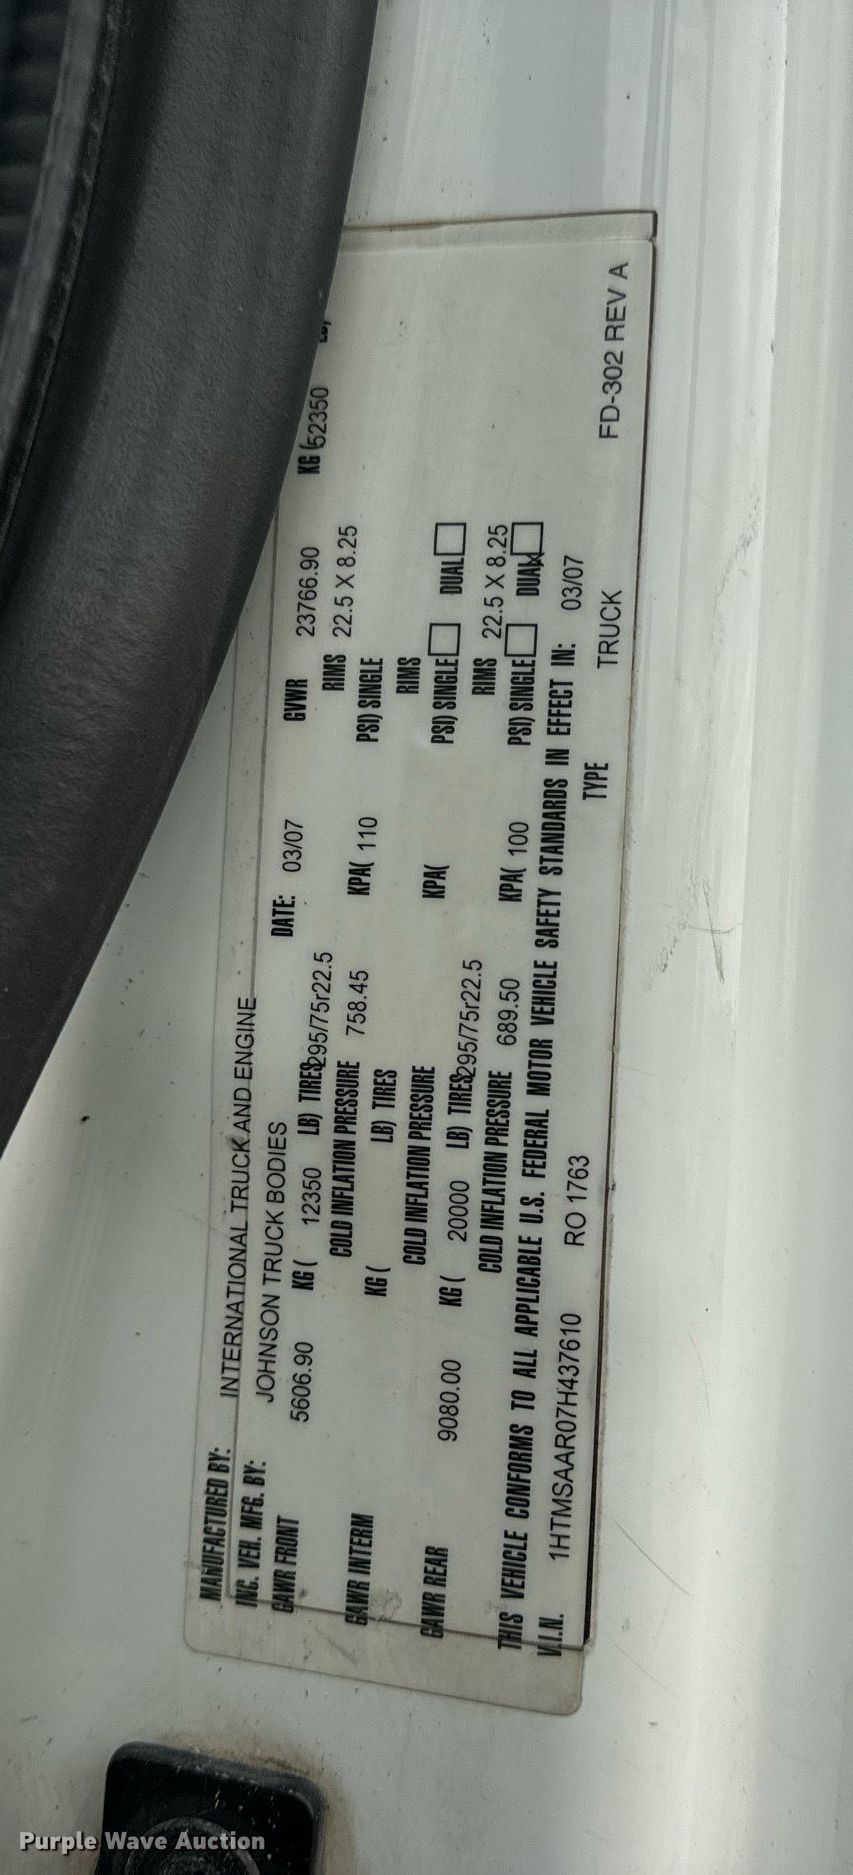 MANUFACTURED BY: INTERNATIONAL TRUCK AND ENGINE
INC. VEH. MFG. BY: JOHNSON TRUCK BODIES DATE: 03/07 GVWR 23766.90 KG (52350
GAWR FRONT 5606.90 KG ( 12350 LB) TIRES 295/75r22.5 RIMS 22.5 X 8.25
COLD INFLATION PRESSURE 758.45 KPA( 110 PSI) SINGLE
GAWR INTERM KG ( LB) TIRES RIMS
COLD INFLATION PRESSURE KPA( PSI) SINGLE DUAL
GAWR REAR 9080.00 KG ( 20000 LB) TIRES 295/75r22.5 RIMS 22.5 X 8.25
COLD INFLATION PRESSURE 689.50 KPA( 100 PSI) SINGLE DUAL X
THIS VEHICLE CONFORMS TO ALL APPLICABLE U.S. FEDERAL MOTOR VEHICLE SAFETY STANDARDS IN EFFECT IN: 03/07
V.I.N. 1HTMSAAR07H437610 RO 1763 TYPE TRUCK
FD-302 REV A
Purple Wave Auction